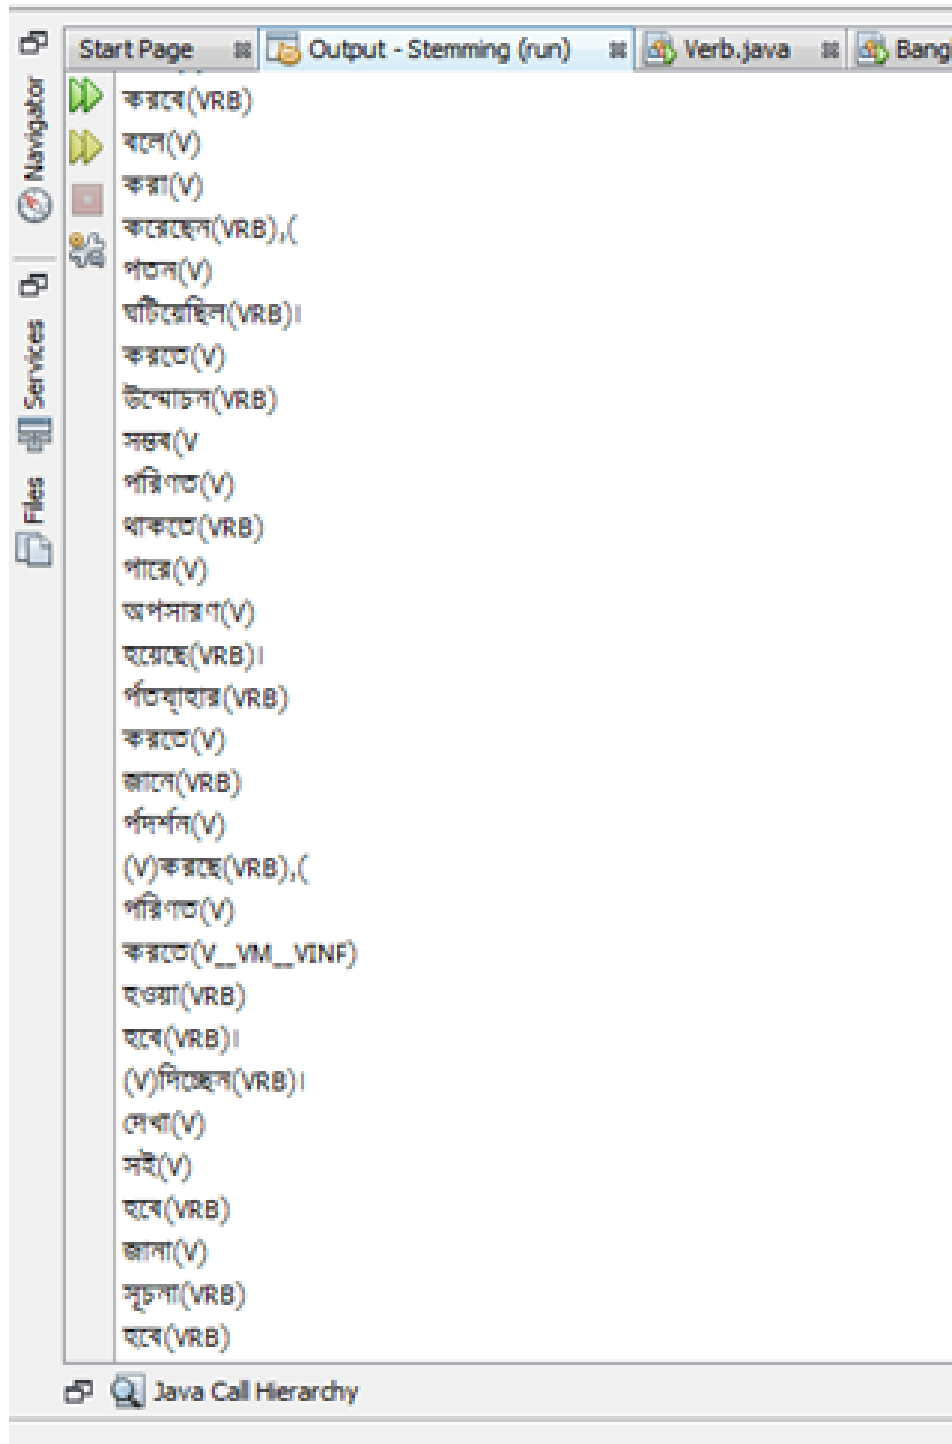 Start Page Output - Stemming (run) Verb.java Bang
Navigator
Services
Files
করবে(VRB)
বলে(V)
করা(V)
করেছেন(VRB),(
পতন(V)
ঘটিয়েছিল(VRB)।
করতে(V)
উন্মোচন(VRB)
সম্ভব(V
পরিণত(V)
থাকতে(VRB)
পারে(V)
অপসারণ(V)
হয়েছে(VRB)।
র্পতয্াহার(VRB)
করতে(V)
জানে(VRB)
র্পদর্শন(V)
(V)করছে(VRB),(
পরিণত(V)
করতে(V__VM__VINF)
হওয়া(VRB)
হবে(VRB)।
(V)দিচ্ছেন(VRB)।
দেখা(V)
সই(V)
হবে(VRB)
জানা(V)
সূচনা(VRB)
হবে(VRB)
Java Call Hierarchy